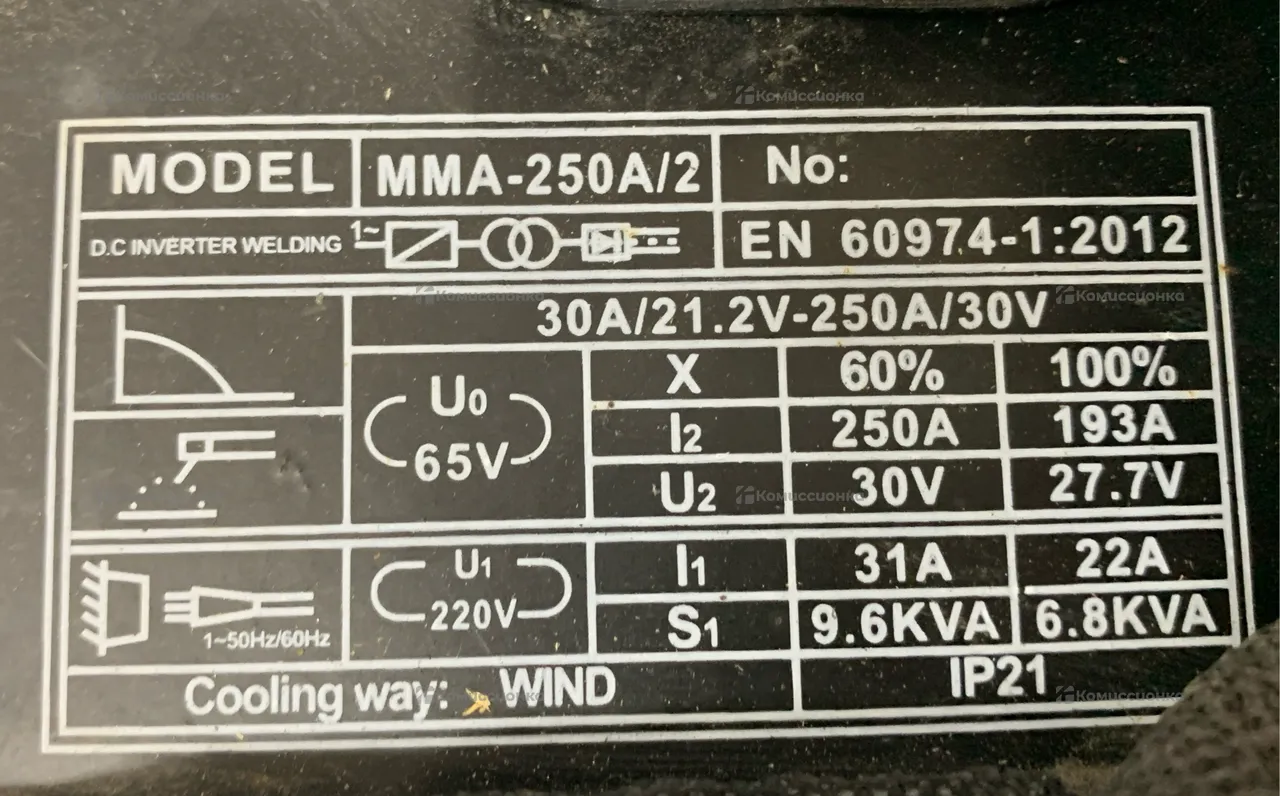 Комиссионка
Комиссионка
MODEL MMA-250A/2 No:
D.C INVERTER WELDING 1~ EN 60974-1:2012
Комиссионка
Комиссионка
30A/21.2V-250A/30V
U0 65V
X 60% 100%
I2 250A 193A
U2 30V 27.7V
Комиссионка
1~50Hz/60Hz
U1 220V
I1 31A 22A
S1 9.6KVA 6.8KVA
Cooling way: WIND IP21
Комиссионка
Комиссионка